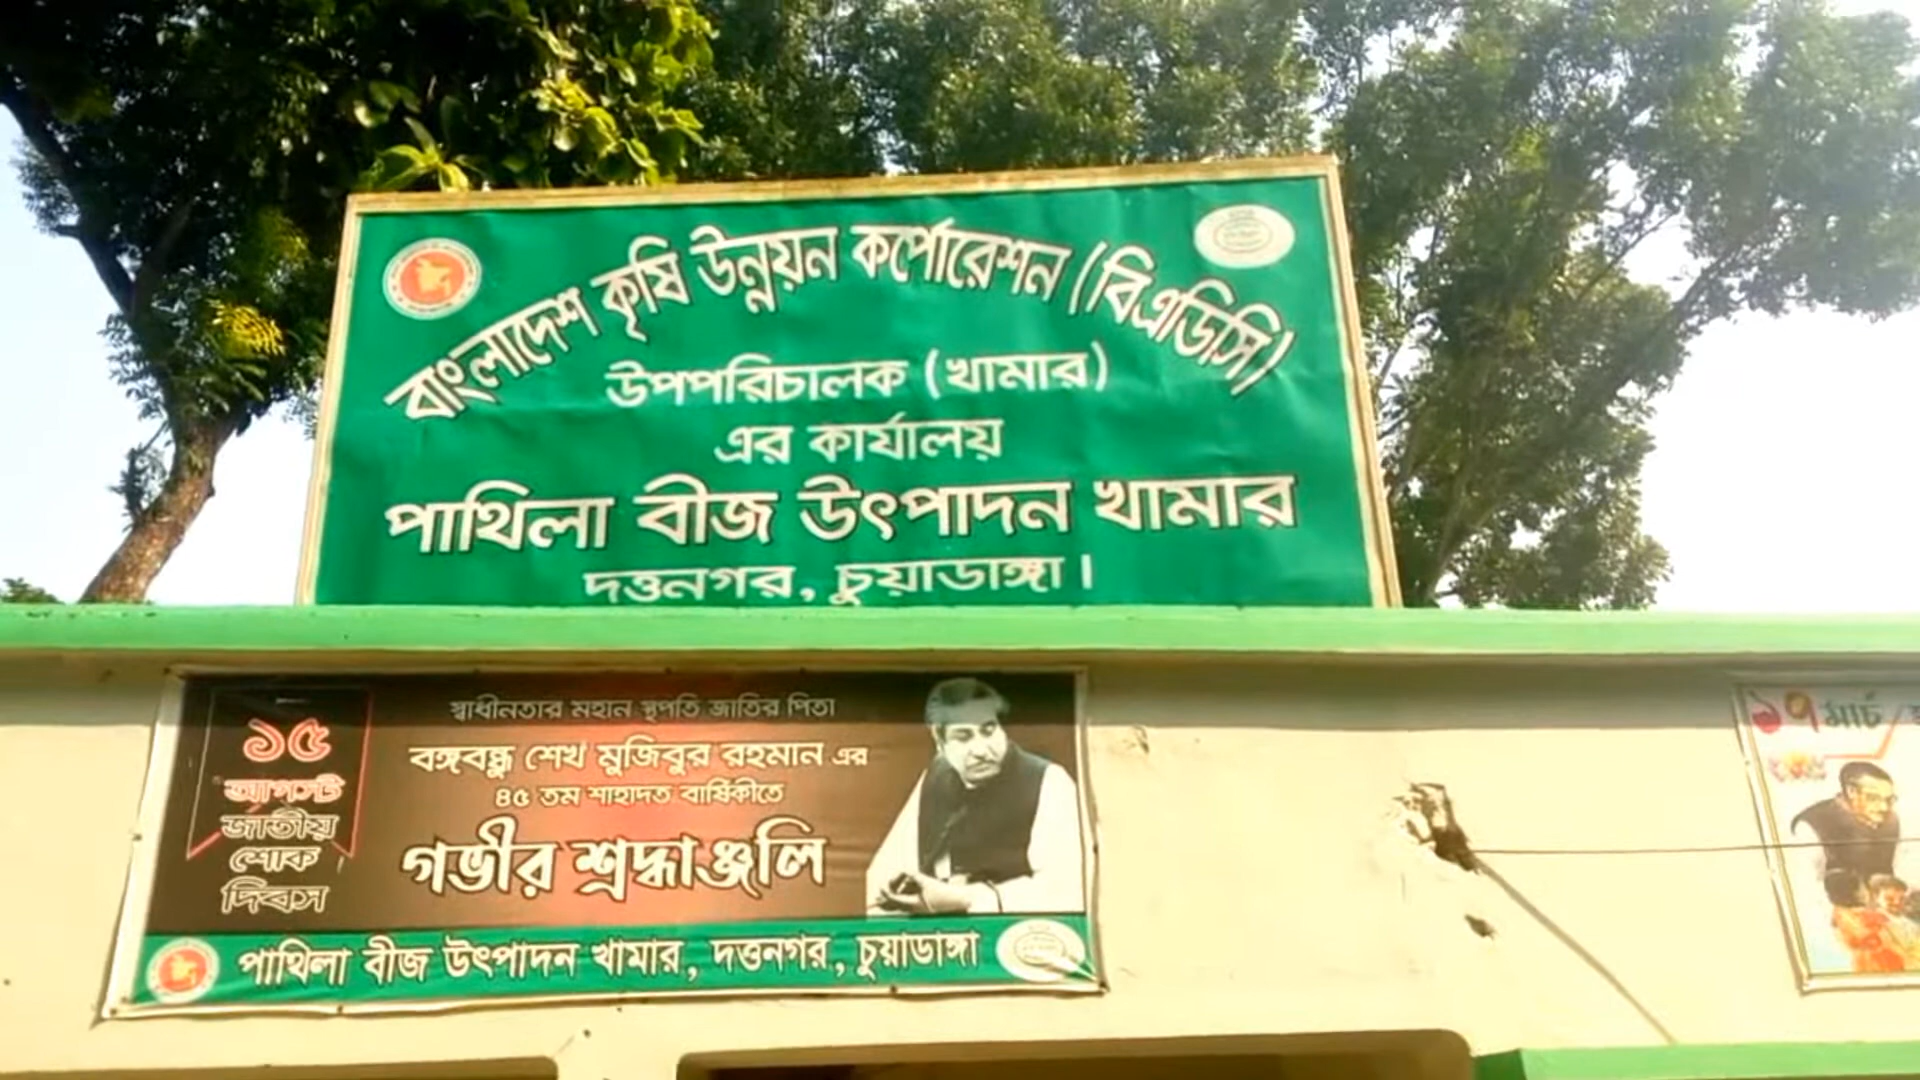 বাংলাদেশ কৃষি উন্নয়ন কর্পোরেশন (বিএডিসি)
উপপরিচালক (খামার)
এর কার্যালয়
পাথিলা বীজ উৎপাদন খামার
দত্তনগর, চুয়াডাঙ্গা।
১৫
আগস্ট
জাতীয়
শোক
দিবস
স্বাধীনতার মহান স্থপতি জাতির পিতা
বঙ্গবন্ধু শেখ মুজিবুর রহমান এর
৪৫ তম শাহাদত বার্ষিকীতে
গভীর শ্রদ্ধাঞ্জলি
পাথিলা বীজ উৎপাদন খামার, দত্তনগর, চুয়াডাঙ্গা
১৭ মার্চ